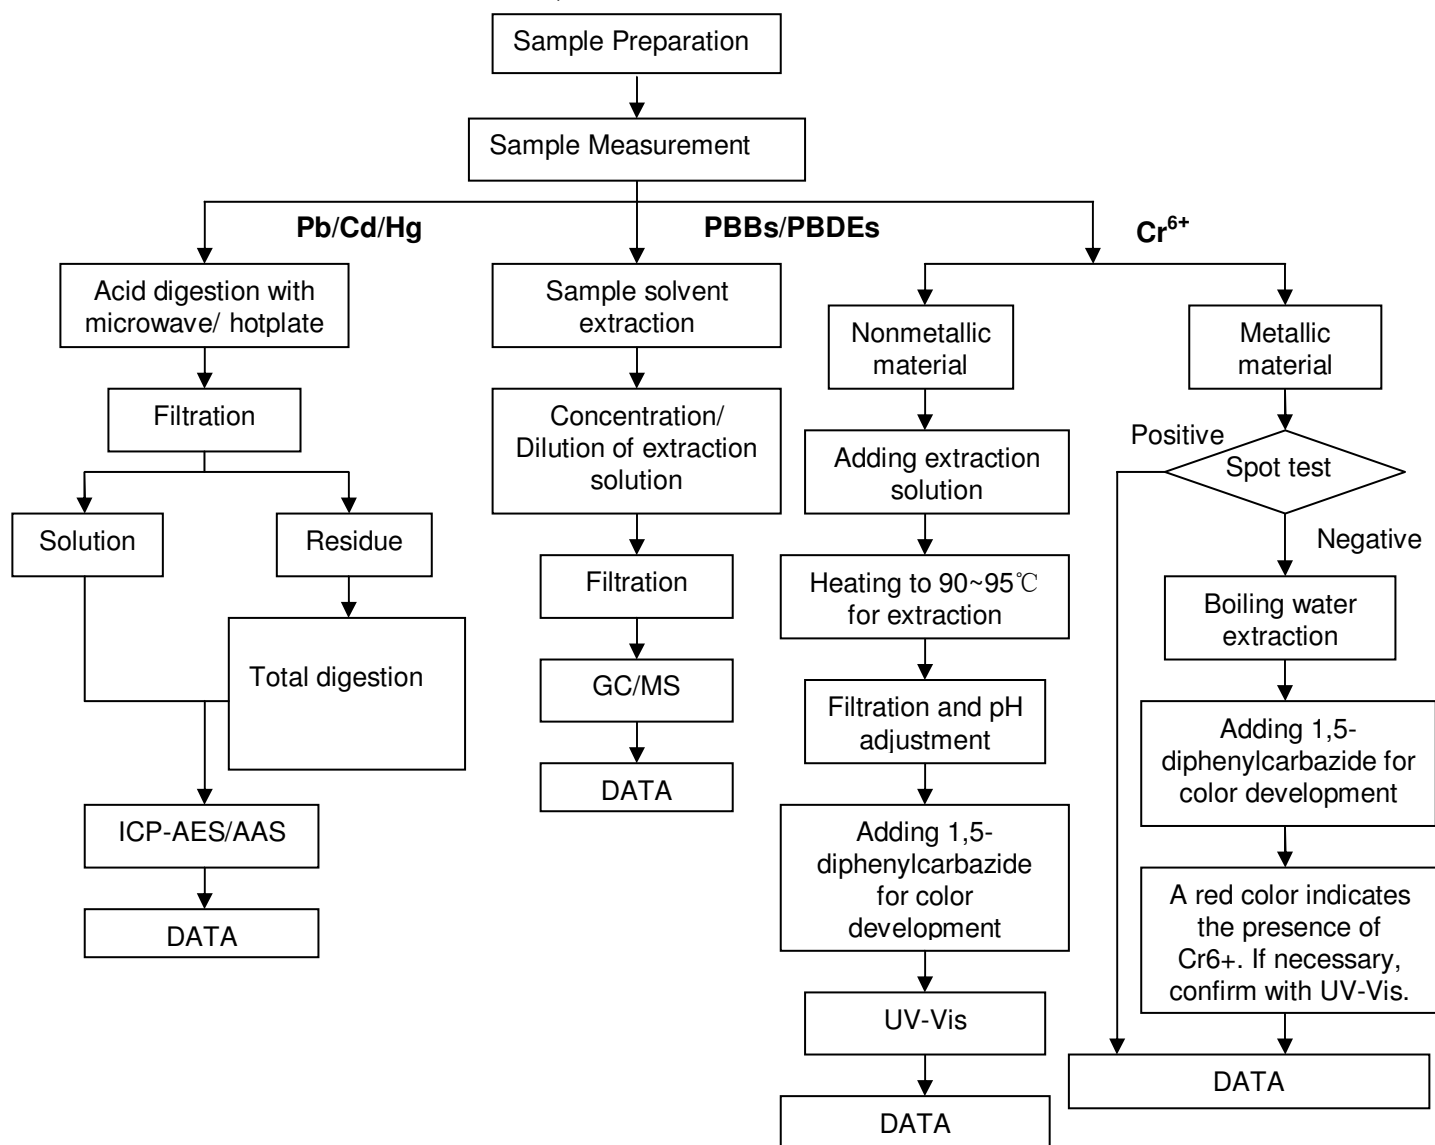 Sample Preparation
Sample Measurement
Pb/Cd/Hg
PBBs/PBDEs
Cr6+
Acid digestion with
microwave/ hotplate
Filtration
Solution
Residue
Total digestion
ICP-AES/AAS
DATA
Sample solvent
extraction
Concentration/
Dilution of extraction
solution
Filtration
GC/MS
DATA
Nonmetallic
material
Adding extraction
solution
Heating to 90~95℃
for extraction
Filtration and pH
adjustment
Adding 1,5-
diphenylcarbazide
for color
development
UV-Vis
DATA
Metallic
material
Positive
Spot test
Negative
Boiling water
extraction
Adding 1,5-
diphenylcarbazide for
color development
A red color indicates
the presence of
Cr6+. If necessary,
confirm with UV-Vis.
DATA